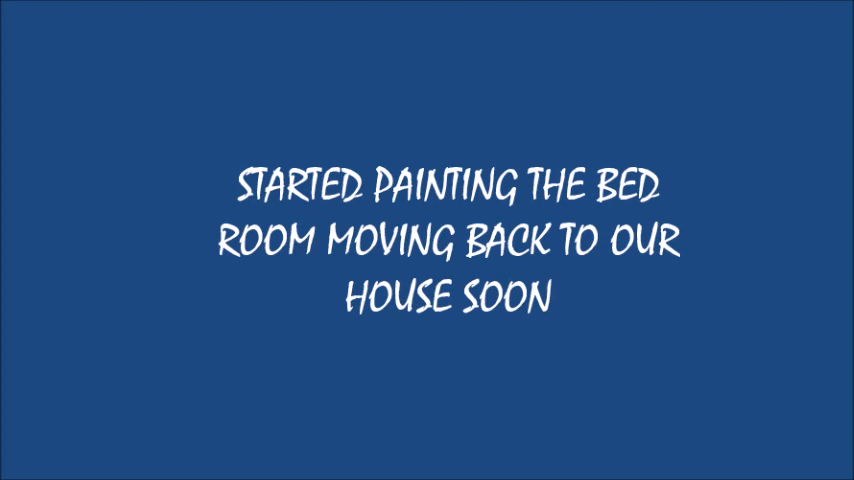 STARTED PAINTING THE BED
ROOM MOVING BACK TO OUR
HOUSE SOON